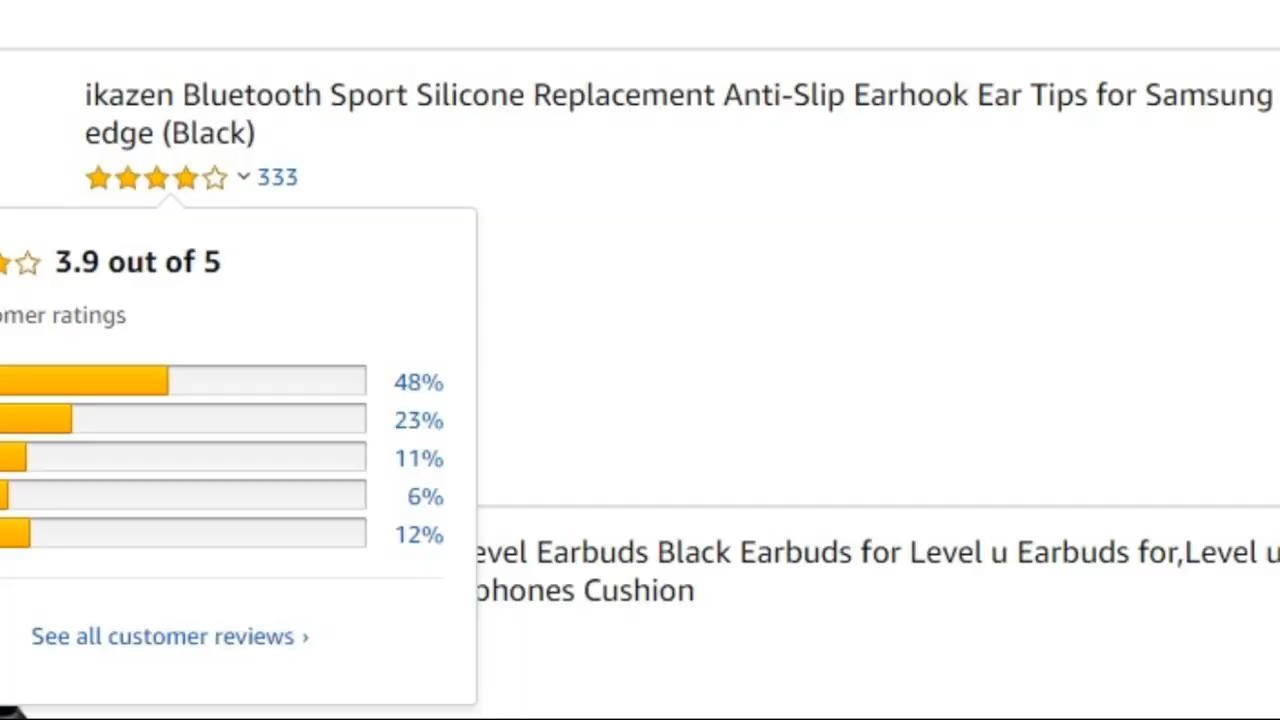 ikazen Bluetooth Sport Silicone Replacement Anti-Slip Earhook Ear Tips for Samsung
edge (Black)
333
3.9 out of 5
omer ratings
48%
23%
11%
6%
12%
evel Earbuds Black Earbuds for Level u Earbuds for,Level u
phones Cushion
See all customer reviews ›